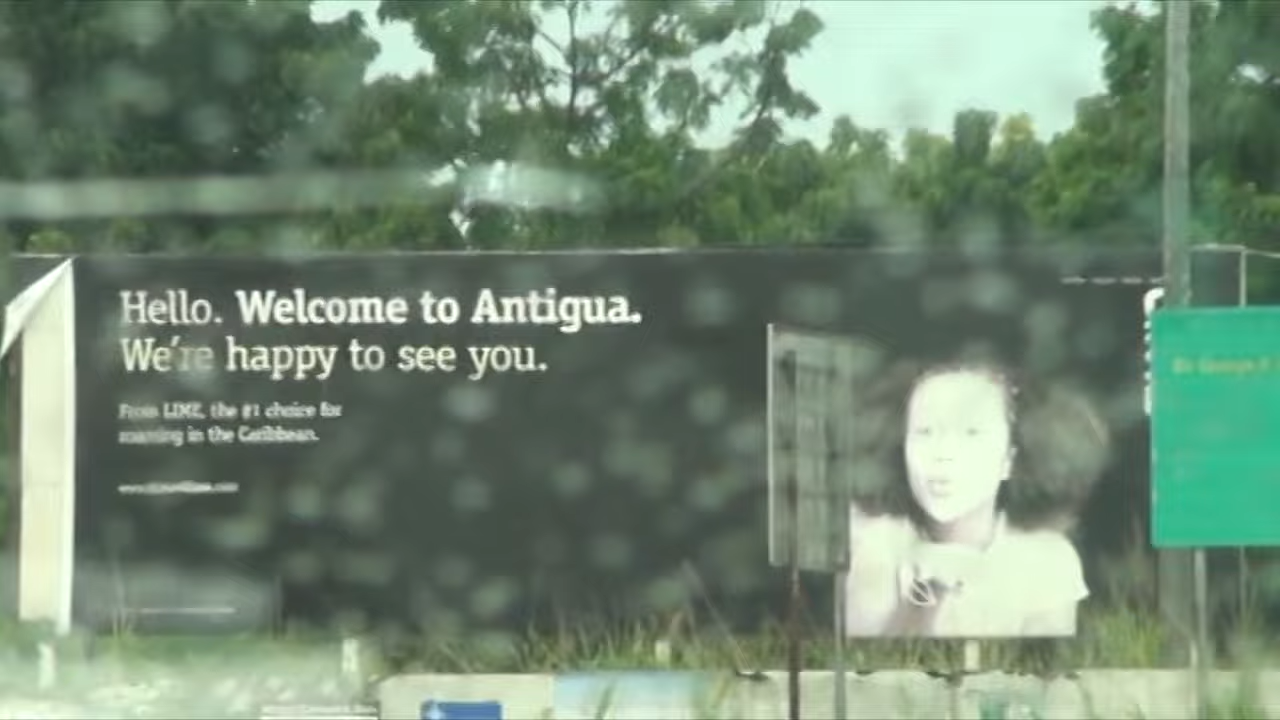 Hello. Welcome to Antigua.
We're happy to see you.
From LIME, the #1 choice for
roaming in the Caribbean.